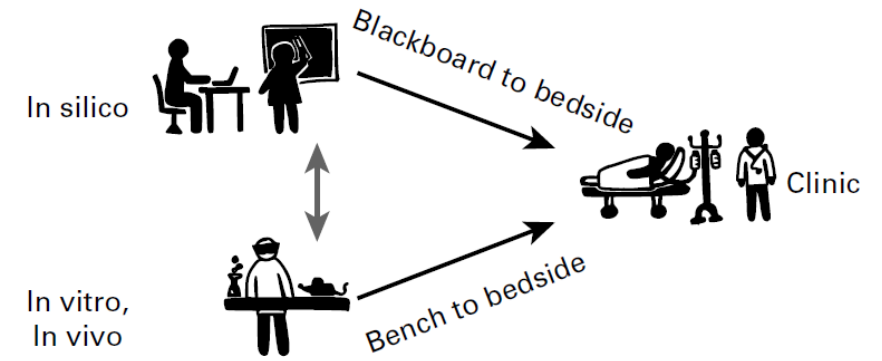 Blackboard to bedside
In silico
Clinic
In vitro,
In vivo
Bench to bedside